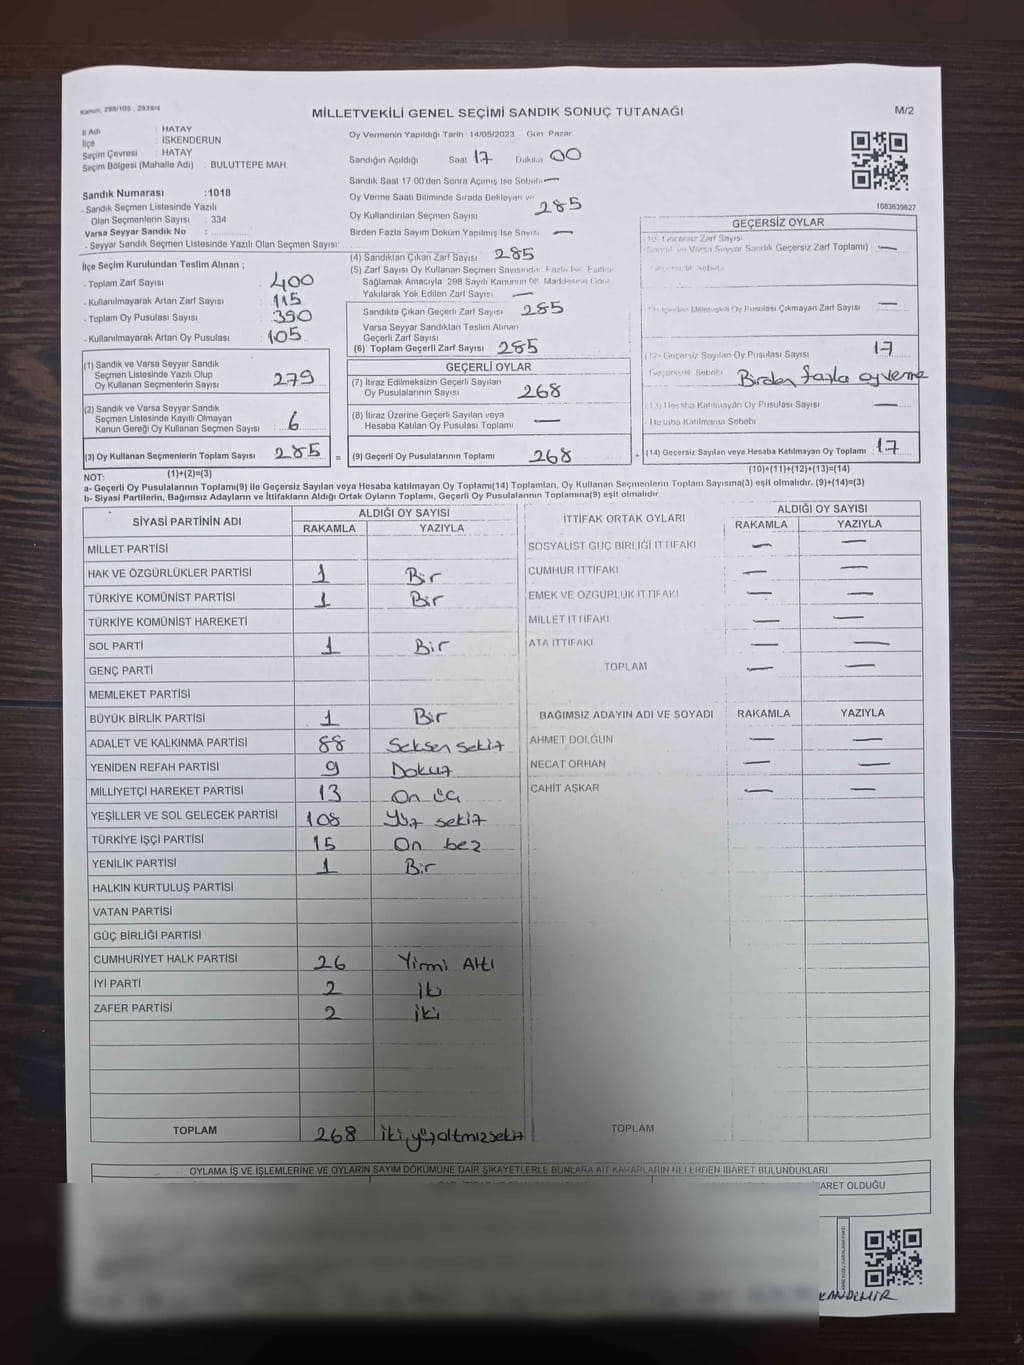 Kanun: 298/105, 2839/4
MİLLETVEKİLİ GENEL SEÇİMİ SANDIK SONUÇ TUTANAĞI
M/2
İl Adı : HATAY
İlçe : İSKENDERUN
Seçim Çevresi : HATAY
Seçim Bölgesi (Mahalle Adı) : BULUTTEPE MAH.
Sandık Numarası :1018
- Sandık Seçmen Listesinde Yazılı
Olan Seçmenlerin Sayısı : 334
Varsa Seyyar Sandık No :
- Seyyar Sandık Seçmen Listesinde Yazılı Olan Seçmen Sayısı:
Oy Vermenin Yapıldığı Tarih :14/05/2023 Gün Pazar
Sandığın Açıldığı Saat 17 Dakika 00
Sandık Saat 17 00'den Sonra Açılmış İse Sebebi —
Oy Verme Saati Bitiminde Sırada Bekleyen ve
Oy Kullandırılan Seçmen Sayısı 285
Birden Fazla Sayım Döküm Yapılmış İse Sayısı —
1083639627
İlçe Seçim Kurulundan Teslim Alınan ;
- Toplam Zarf Sayısı : 400
- Kullanılmayarak Artan Zarf Sayısı : 115
- Toplam Oy Pusulası Sayısı : 390
- Kullanılmayarak Artan Oy Pusulası : 105
(4) Sandıktan Çıkan Zarf Sayısı 285
(5) Zarf Sayısı Oy Kullanan Seçmen Sayısından Fazla İse Eşitliği
Sağlamak Amacıyla 298 Sayılı Kanunun 98. Maddesine Göre
Yakılarak Yok Edilen Zarf Sayısı —
Sandıkta Çıkan Geçerli Zarf Sayısı 285
Varsa Seyyar Sandıktan Teslim Alınan
Geçerli Zarf Sayısı
(6) Toplam Geçerli Zarf Sayısı 285
(1) Sandık ve Varsa Seyyar Sandık
Seçmen Listesinde Yazılı Olup
Oy Kullanan Seçmenlerin Sayısı : 279
(2) Sandık ve Varsa Seyyar Sandık
Seçmen Listesinde Kayıtlı Olmayan
Kanun Gereği Oy Kullanan Seçmen Sayısı : 6
(3) Oy Kullanan Seçmenlerin Toplam Sayısı : 285
(1)+(2)=(3)
GEÇERLİ OYLAR
(7) İtiraz Edilmeksizin Geçerli Sayılan
Oy Pusulalarının Sayısı 268
(8) İtiraz Üzerine Geçerli Sayılan veya
Hesaba Katılan Oy Pusulası Toplamı —
= (9) Geçerli Oy Pusulalarının Toplamı 268
GEÇERSİZ OYLAR
(10) Geçersiz Zarf Sayısı
(Sandık ve Varsa Seyyar Sandık Geçersiz Zarf Toplamı) —
Geçersizlik Sebebi
(11) İçinden Milletvekili Oy Pusulası Çıkmayan Zarf Sayısı —
(12) Geçersiz Sayılan Oy Pusulası Sayısı 17
Geçersizlik Sebebi Birden fazla oy verme
(13) Hesaba Katılmayan Oy Pusulası Sayısı —
Hesaba Katılmama Sebebi
+ (14) Geçersiz Sayılan veya Hesaba Katılmayan Oy Toplamı : 17
(10)+(11)+(12)+(13)=(14)
NOT:
a- Geçerli Oy Pusulalarının Toplamı(9) ile Geçersiz Sayılan veya Hesaba katılmayan Oy Toplamı(14) Toplamları, Oy Kullanan Seçmenlerin Toplam Sayısına(3) eşit olmalıdır. (9)+(14)=(3)
b- Siyasi Partilerin, Bağımsız Adayların ve İttifakların Aldığı Ortak Oyların Toplamı, Geçerli Oy Pusulalarının Toplamına(9) eşit olmalıdır
SİYASİ PARTİNİN ADI ALDIĞI OY SAYISI
RAKAMLA YAZIYLA
MİLLET PARTİSİ
HAK VE ÖZGÜRLÜKLER PARTİSİ 1 Bir
TÜRKİYE KOMÜNİST PARTİSİ 1 Bir
TÜRKİYE KOMÜNİST HAREKETİ
SOL PARTİ 1 Bir
GENÇ PARTİ
MEMLEKET PARTİSİ
BÜYÜK BİRLİK PARTİSİ 1 Bir
ADALET VE KALKINMA PARTİSİ 88 Seksen sekiz
YENİDEN REFAH PARTİSİ 9 Dokuz
MİLLİYETÇİ HAREKET PARTİSİ 13 On üç
YEŞİLLER VE SOL GELECEK PARTİSİ 108 Yüz sekiz
TÜRKİYE İŞÇİ PARTİSİ 15 On beş
YENİLİK PARTİSİ 1 Bir
HALKIN KURTULUŞ PARTİSİ
VATAN PARTİSİ
GÜÇ BİRLİĞİ PARTİSİ
CUMHURİYET HALK PARTİSİ 26 Yirmi Altı
İYİ PARTİ 2 İki
ZAFER PARTİSİ 2 İki
TOPLAM 268 İki yüz altmız sekiz
İTTİFAK ORTAK OYLARI ALDIĞI OY SAYISI
RAKAMLA YAZIYLA
SOSYALİST GÜÇ BİRLİĞİ İTTİFAKI — —
CUMHUR İTTİFAKI — —
EMEK VE ÖZGÜRLÜK İTTİFAKI — —
MİLLET İTTİFAKI — —
ATA İTTİFAKI — —
TOPLAM — —
BAĞIMSIZ ADAYIN ADI VE SOYADI RAKAMLA YAZIYLA
AHMET DOLGUN — —
NECAT ORHAN — —
CAHİT AŞKAR — —
TOPLAM
OYLAMA İŞ VE İŞLEMLERİNE VE OYLARIN SAYIM DÖKÜMÜNE DAİR ŞİKAYETLERLE BUNLARA AİT KARARLARIN NELERDEN İBARET BULUNDUKLARI
BARET OLDUĞU
KANDEMİR